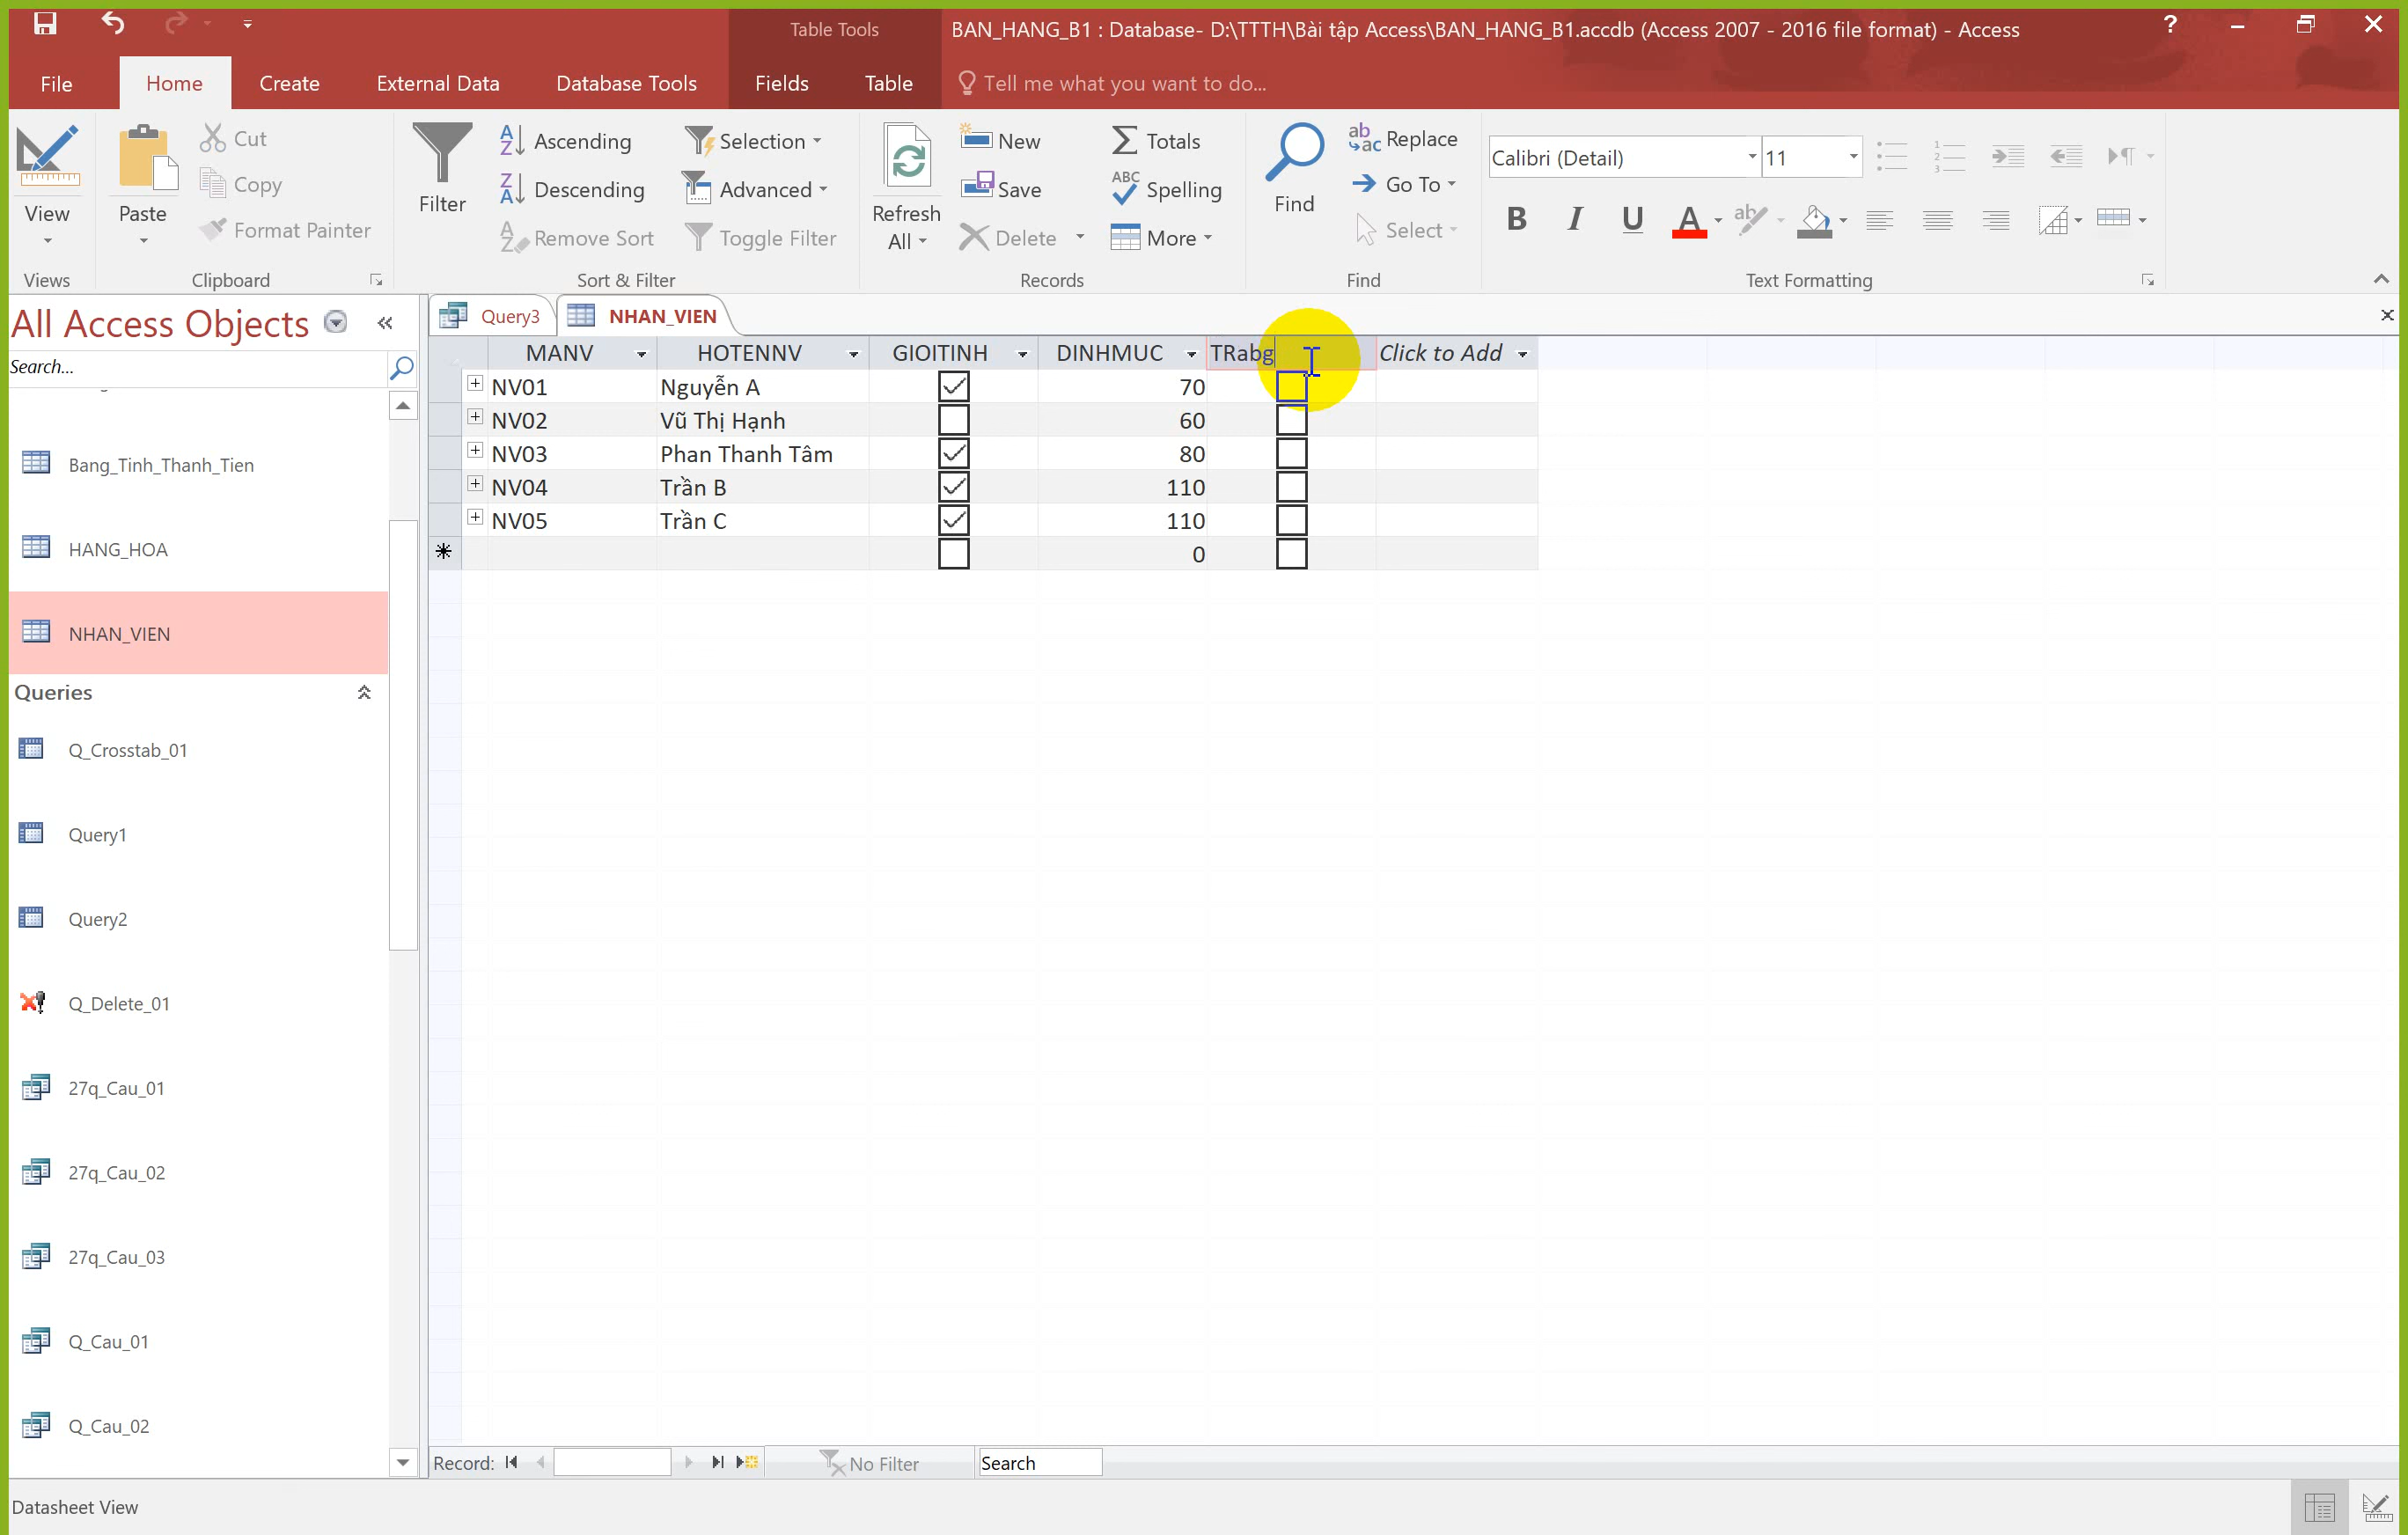 Table Tools
BAN_HANG_B1 : Database- D:\TTTH\Bài tập Access\BAN_HANG_B1.accdb (Access 2007 - 2016 file format) - Access
?
File
Home
Create
External Data
Database Tools
Fields
Table
Tell me what you want to do...
View
Views
Paste
Cut
Copy
Format Painter
Clipboard
Filter
Ascending
Descending
Remove Sort
Selection
Advanced
Toggle Filter
Sort & Filter
Refresh
All
New
Save
Delete
Totals
Spelling
More
Records
Find
Replace
Go To
Select
Find
Calibri (Detail)
11
B I U A
Text Formatting
All Access Objects
Search...
Bang_Tinh_Thanh_Tien
HANG_HOA
NHAN_VIEN
Queries
Q_Crosstab_01
Query1
Query2
Q_Delete_01
27q_Cau_01
27q_Cau_02
27q_Cau_03
Q_Cau_01
Q_Cau_02
Query3
NHAN_VIEN
MANV HOTENNV GIOITINH DINHMUC TRabg Click to Add
NV01 Nguyễn A 70
NV02 Vũ Thị Hạnh 60
NV03 Phan Thanh Tâm 80
NV04 Trần B 110
NV05 Trần C 110
0
Record:
No Filter
Search
Datasheet View